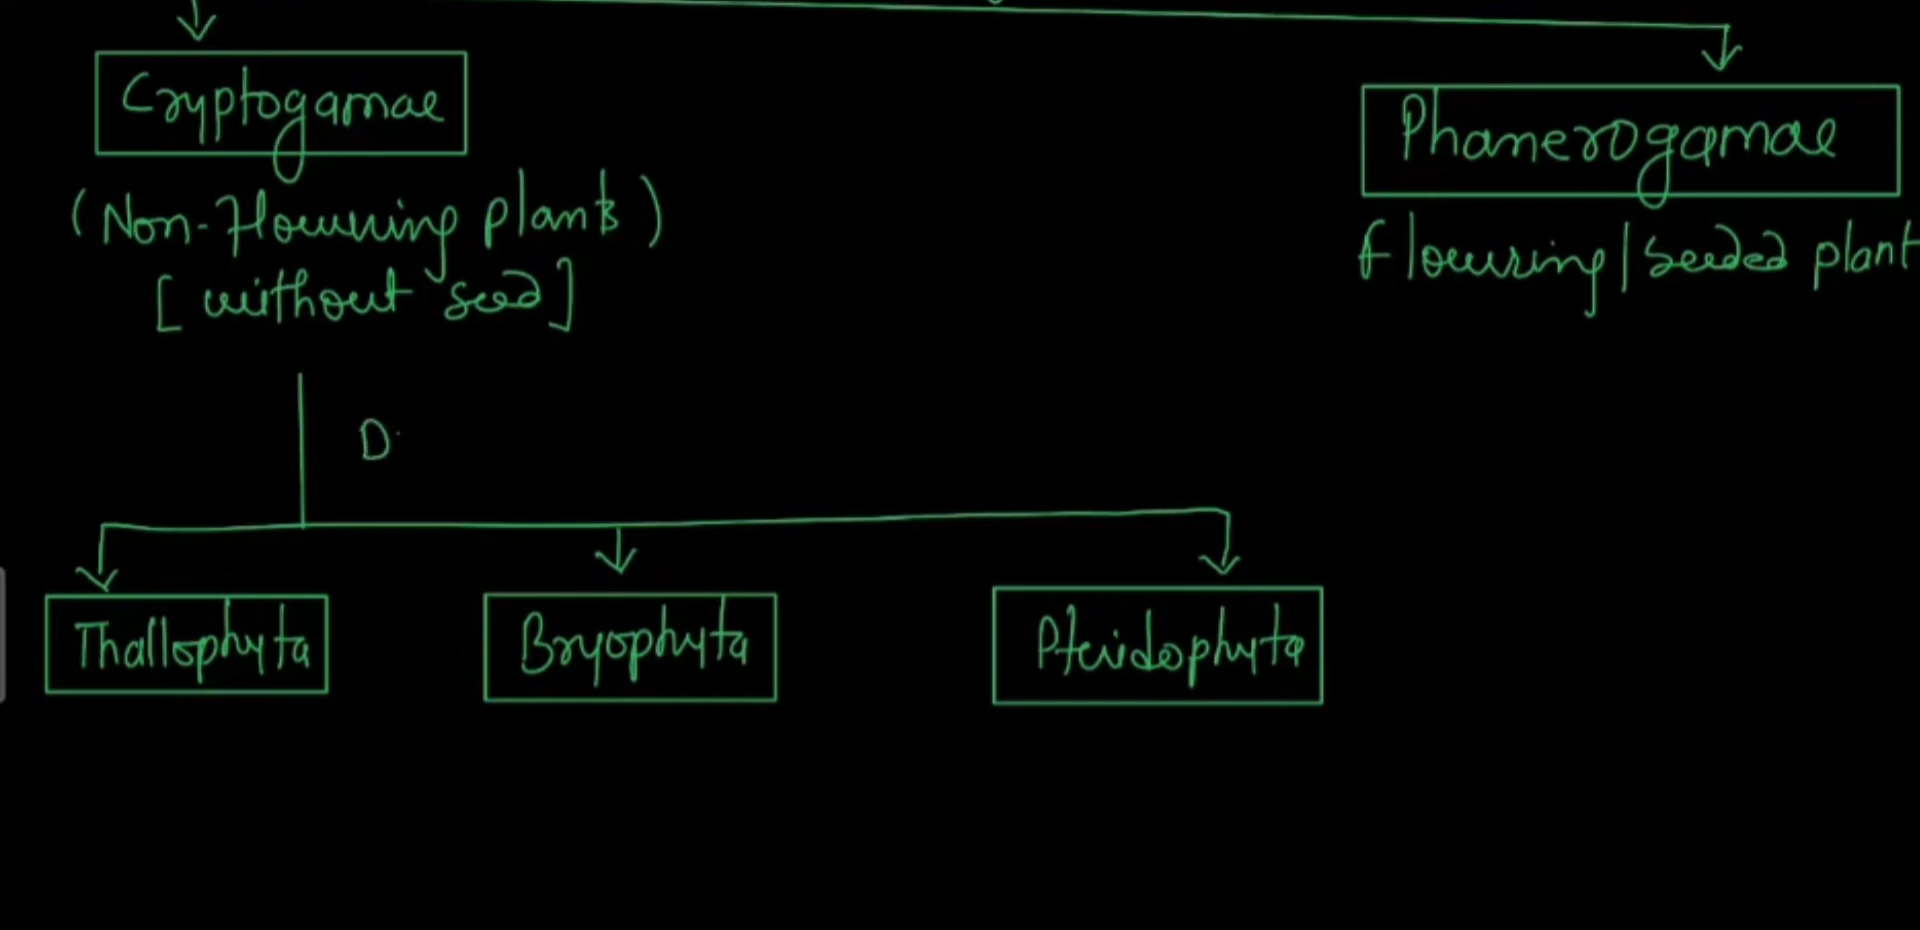 Cryptogamae
Phanerogamae
(Non-Flowering plants)
[without seed]
flowering/seeded plant
D
Thallophyta
Bryophyta
Pteridophyta